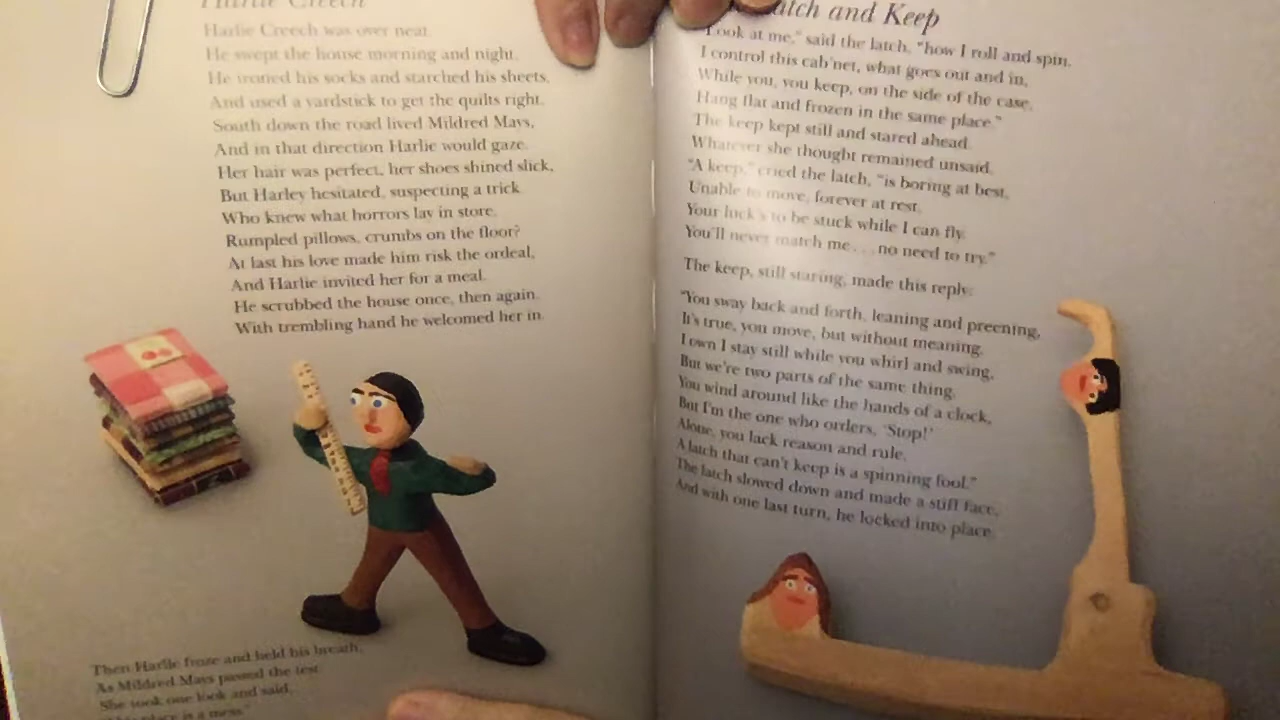 Harlie Creech
Harlie Creech was over neat.
He swept the house morning and night.
He ironed his socks and starched his sheets,
And used a yardstick to get the quilts right.
South down the road lived Mildred Mays,
And in that direction Harlie would gaze.
Her hair was perfect, her shoes shined slick,
But Harley hesitated, suspecting a trick.
Who knew what horrors lay in store.
Rumpled pillows, crumbs on the floor?
At last his love made him risk the ordeal,
And Harlie invited her for a meal.
He scrubbed the house once, then again.
With trembling hand he welcomed her in.
Then Harlie froze and held his breath,
As Mildred Mays passed the test.
She took one look and said,
place is a mess."
atch and Keep
"Look at me," said the latch, "how I roll and spin.
I control this cab'net, what goes out and in,
While you, you keep, on the side of the case,
Hang flat and frozen in the same place."
The keep kept still and stared ahead.
Whatever she thought remained unsaid.
"A keep," cried the latch, "is boring at best,
Unable to move, forever at rest.
Your luck's to be stuck while I can fly.
You'll never match me . . . no need to try."
The keep, still staring, made this reply:
"You sway back and forth, leaning and preening,
It's true, you move, but without meaning.
I own I stay still while you whirl and swing,
But we're two parts of the same thing.
You wind around like the hands of a clock,
But I'm the one who orders, 'Stop!'
Alone, you lack reason and rule.
A latch that can't keep is a spinning fool."
The latch slowed down and made a stiff face,
And with one last turn, he locked into place.